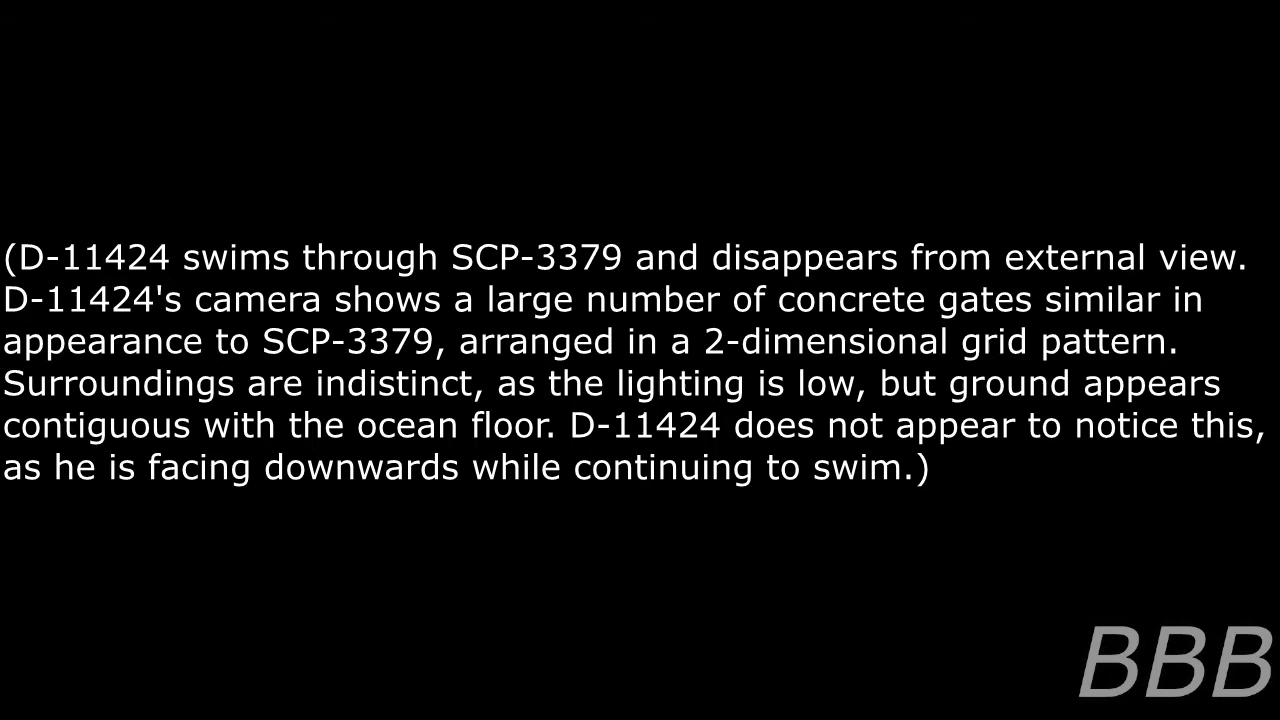 (D-11424 swims through SCP-3379 and disappears from external view.
D-11424's camera shows a large number of concrete gates similar in
appearance to SCP-3379, arranged in a 2-dimensional grid pattern.
Surroundings are indistinct, as the lighting is low, but ground appears
contiguous with the ocean floor. D-11424 does not appear to notice this,
as he is facing downwards while continuing to swim.)
BBB